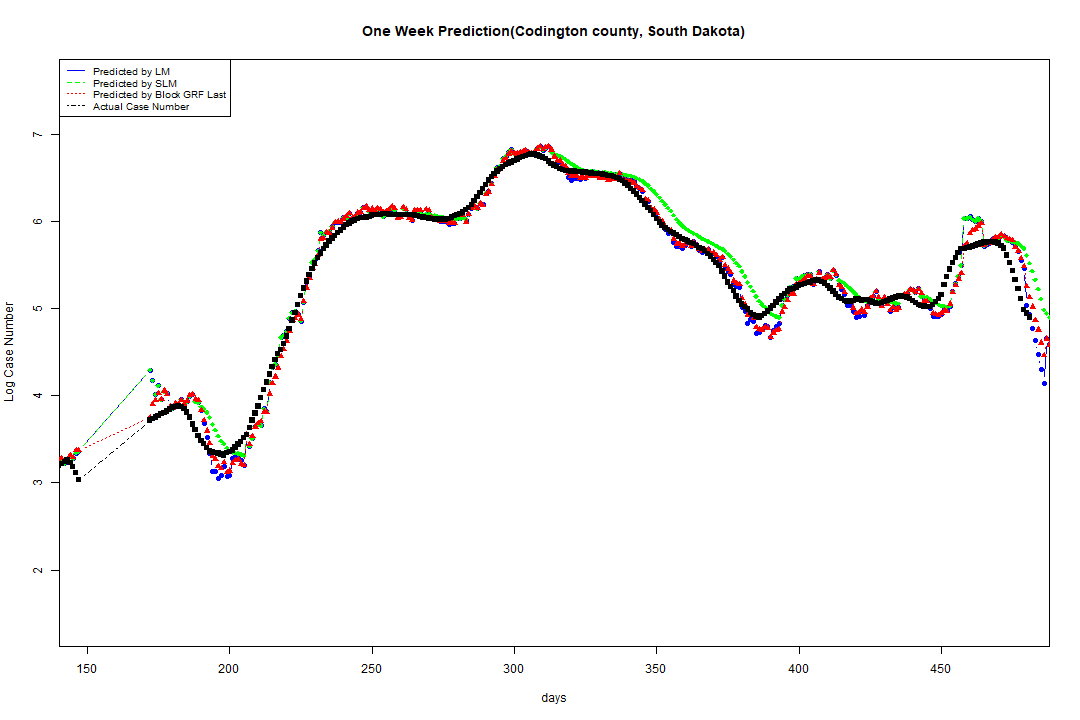 One Week Prediction(Codington county, South Dakota)
Predicted by LM
Predicted by SLM
Predicted by Block GRF Last
Actual Case Number
7
6
5
4
3
2
Log Case Number
150 200 250 300 350 400 450
days